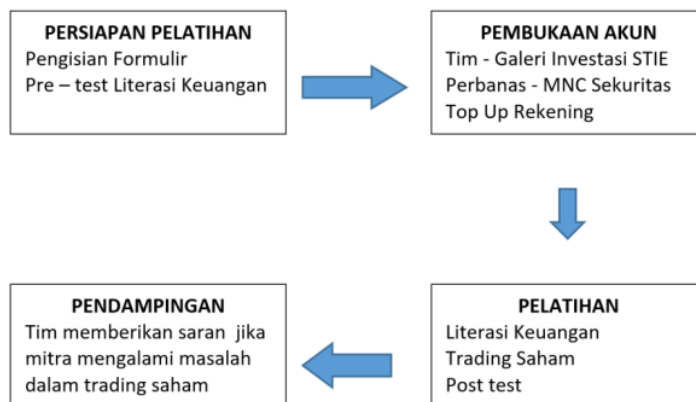 PERSIAPAN PELATIHAN
Pengisian Formulir
Pre – test Literasi Keuangan
PEMBUKAAN AKUN
Tim - Galeri Investasi STIE
Perbanas - MNC Sekuritas
Top Up Rekening
PELATIHAN
Literasi Keuangan
Trading Saham
Post test
PENDAMPINGAN
Tim memberikan saran jika
mitra mengalami masalah
dalam trading saham